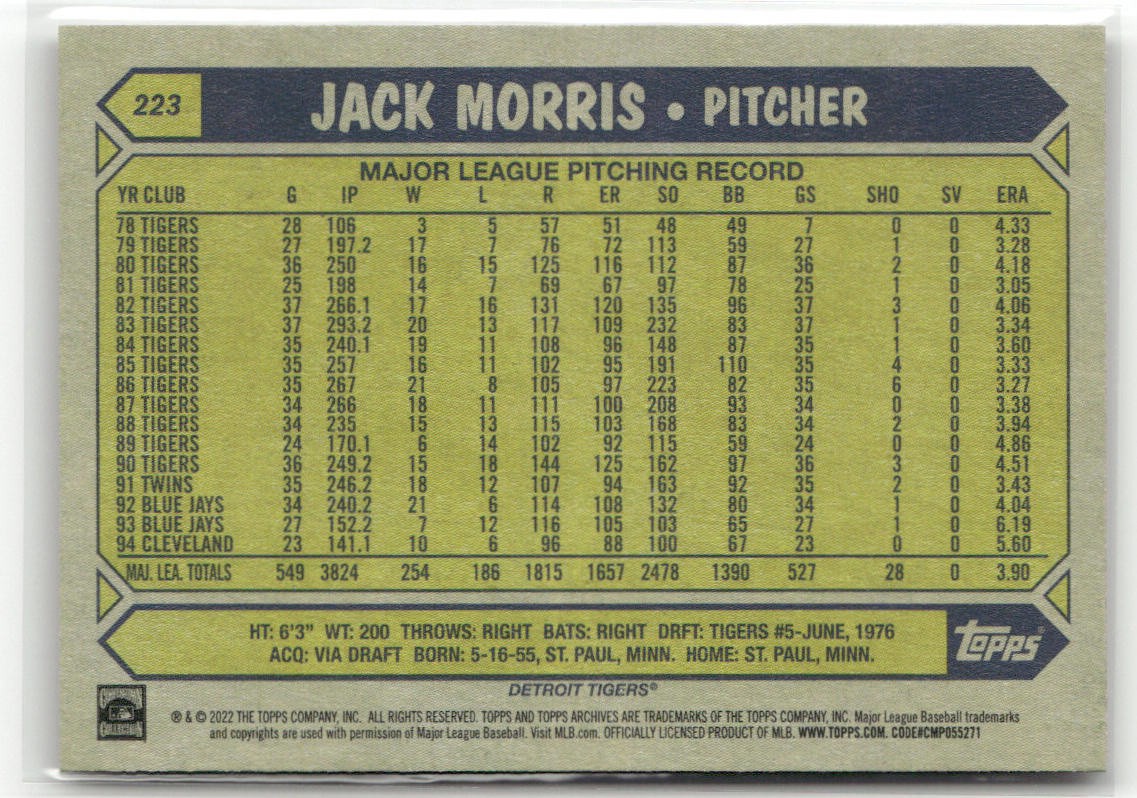 223 JACK MORRIS • PITCHER
MAJOR LEAGUE PITCHING RECORD
YR CLUB G IP W L R ER SO BB GS SHO SV ERA
78 TIGERS 28 106 3 5 57 51 48 49 7 0 0 4.33
79 TIGERS 27 197.2 17 7 76 72 113 59 27 1 0 3.28
80 TIGERS 36 250 16 15 125 116 112 87 36 2 0 4.18
81 TIGERS 25 198 14 7 69 67 97 78 25 1 0 3.05
82 TIGERS 37 266.1 17 16 131 120 135 96 37 3 0 4.06
83 TIGERS 37 293.2 20 13 117 109 232 83 37 1 0 3.34
84 TIGERS 35 240.1 19 11 108 96 148 87 35 1 0 3.60
85 TIGERS 35 257 16 11 102 95 191 110 35 4 0 3.33
86 TIGERS 35 267 21 8 105 97 223 82 35 6 0 3.27
87 TIGERS 34 266 18 11 111 100 208 93 34 0 0 3.38
88 TIGERS 34 235 15 13 115 103 168 83 34 2 0 3.94
89 TIGERS 24 170.1 6 14 102 92 115 59 24 0 0 4.86
90 TIGERS 36 249.2 15 18 144 125 162 97 36 3 0 4.51
91 TWINS 35 246.2 18 12 107 94 163 92 35 2 0 3.43
92 BLUE JAYS 34 240.2 21 6 114 108 132 80 34 1 0 4.04
93 BLUE JAYS 27 152.2 7 12 116 105 103 65 27 1 0 6.19
94 CLEVELAND 23 141.1 10 6 96 88 100 67 23 0 0 5.60
MAJ. LEA. TOTALS 549 3824 254 186 1815 1657 2478 1390 527 28 0 3.90
HT: 6'3" WT: 200 THROWS: RIGHT BATS: RIGHT DRFT: TIGERS #5-JUNE, 1976
ACQ: VIA DRAFT BORN: 5-16-55, ST. PAUL, MINN. HOME: ST. PAUL, MINN.
Topps®
DETROIT TIGERS®
® & © 2022 THE TOPPS COMPANY, INC. ALL RIGHTS RESERVED. TOPPS AND TOPPS ARCHIVES ARE TRADEMARKS OF THE TOPPS COMPANY, INC. Major League Baseball trademarks
and copyrights are used with permission of Major League Baseball. Visit MLB.com. OFFICIALLY LICENSED PRODUCT OF MLB. WWW.TOPPS.COM. CODE#CMP055271